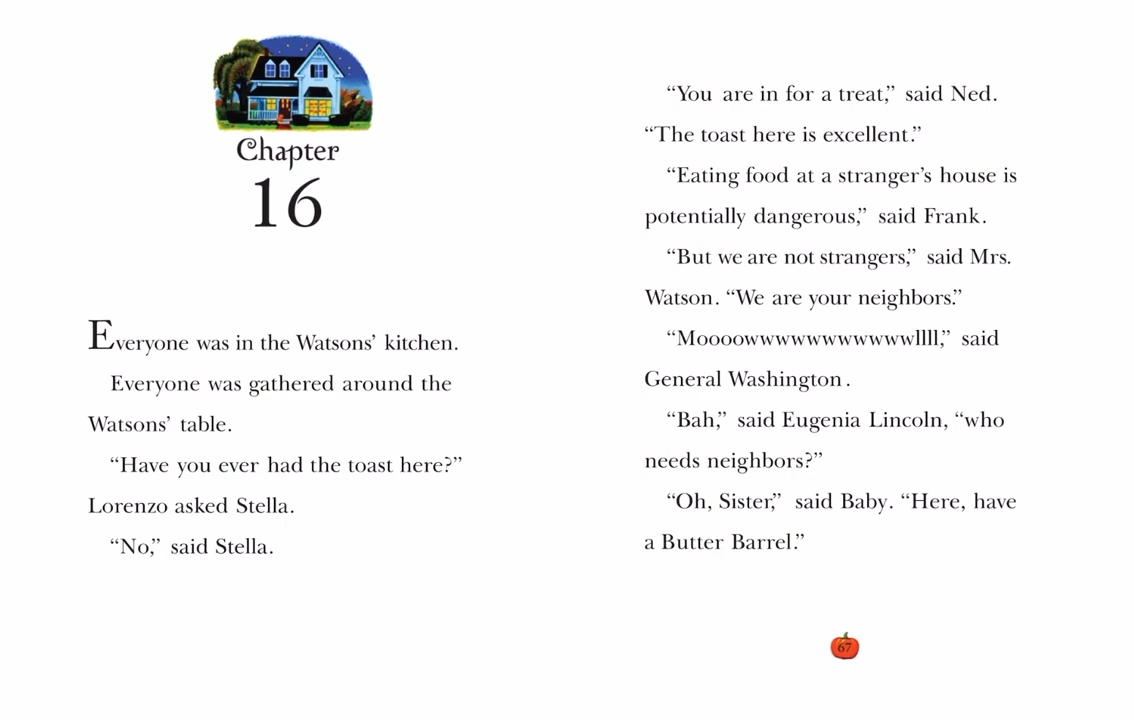 Chapter
16
Everyone was in the Watsons’ kitchen.
Everyone was gathered around the
Watsons’ table.
“Have you ever had the toast here?”
Lorenzo asked Stella.
“No,” said Stella.
“You are in for a treat,” said Ned.
“The toast here is excellent.”
“Eating food at a stranger’s house is
potentially dangerous,” said Frank.
“But we are not strangers,” said Mrs.
Watson. “We are your neighbors.”
“Moooowwwwwwwwwwwllll,” said
General Washington.
“Bah,” said Eugenia Lincoln, “who
needs neighbors?”
“Oh, Sister,” said Baby. “Here, have
a Butter Barrel.”
67